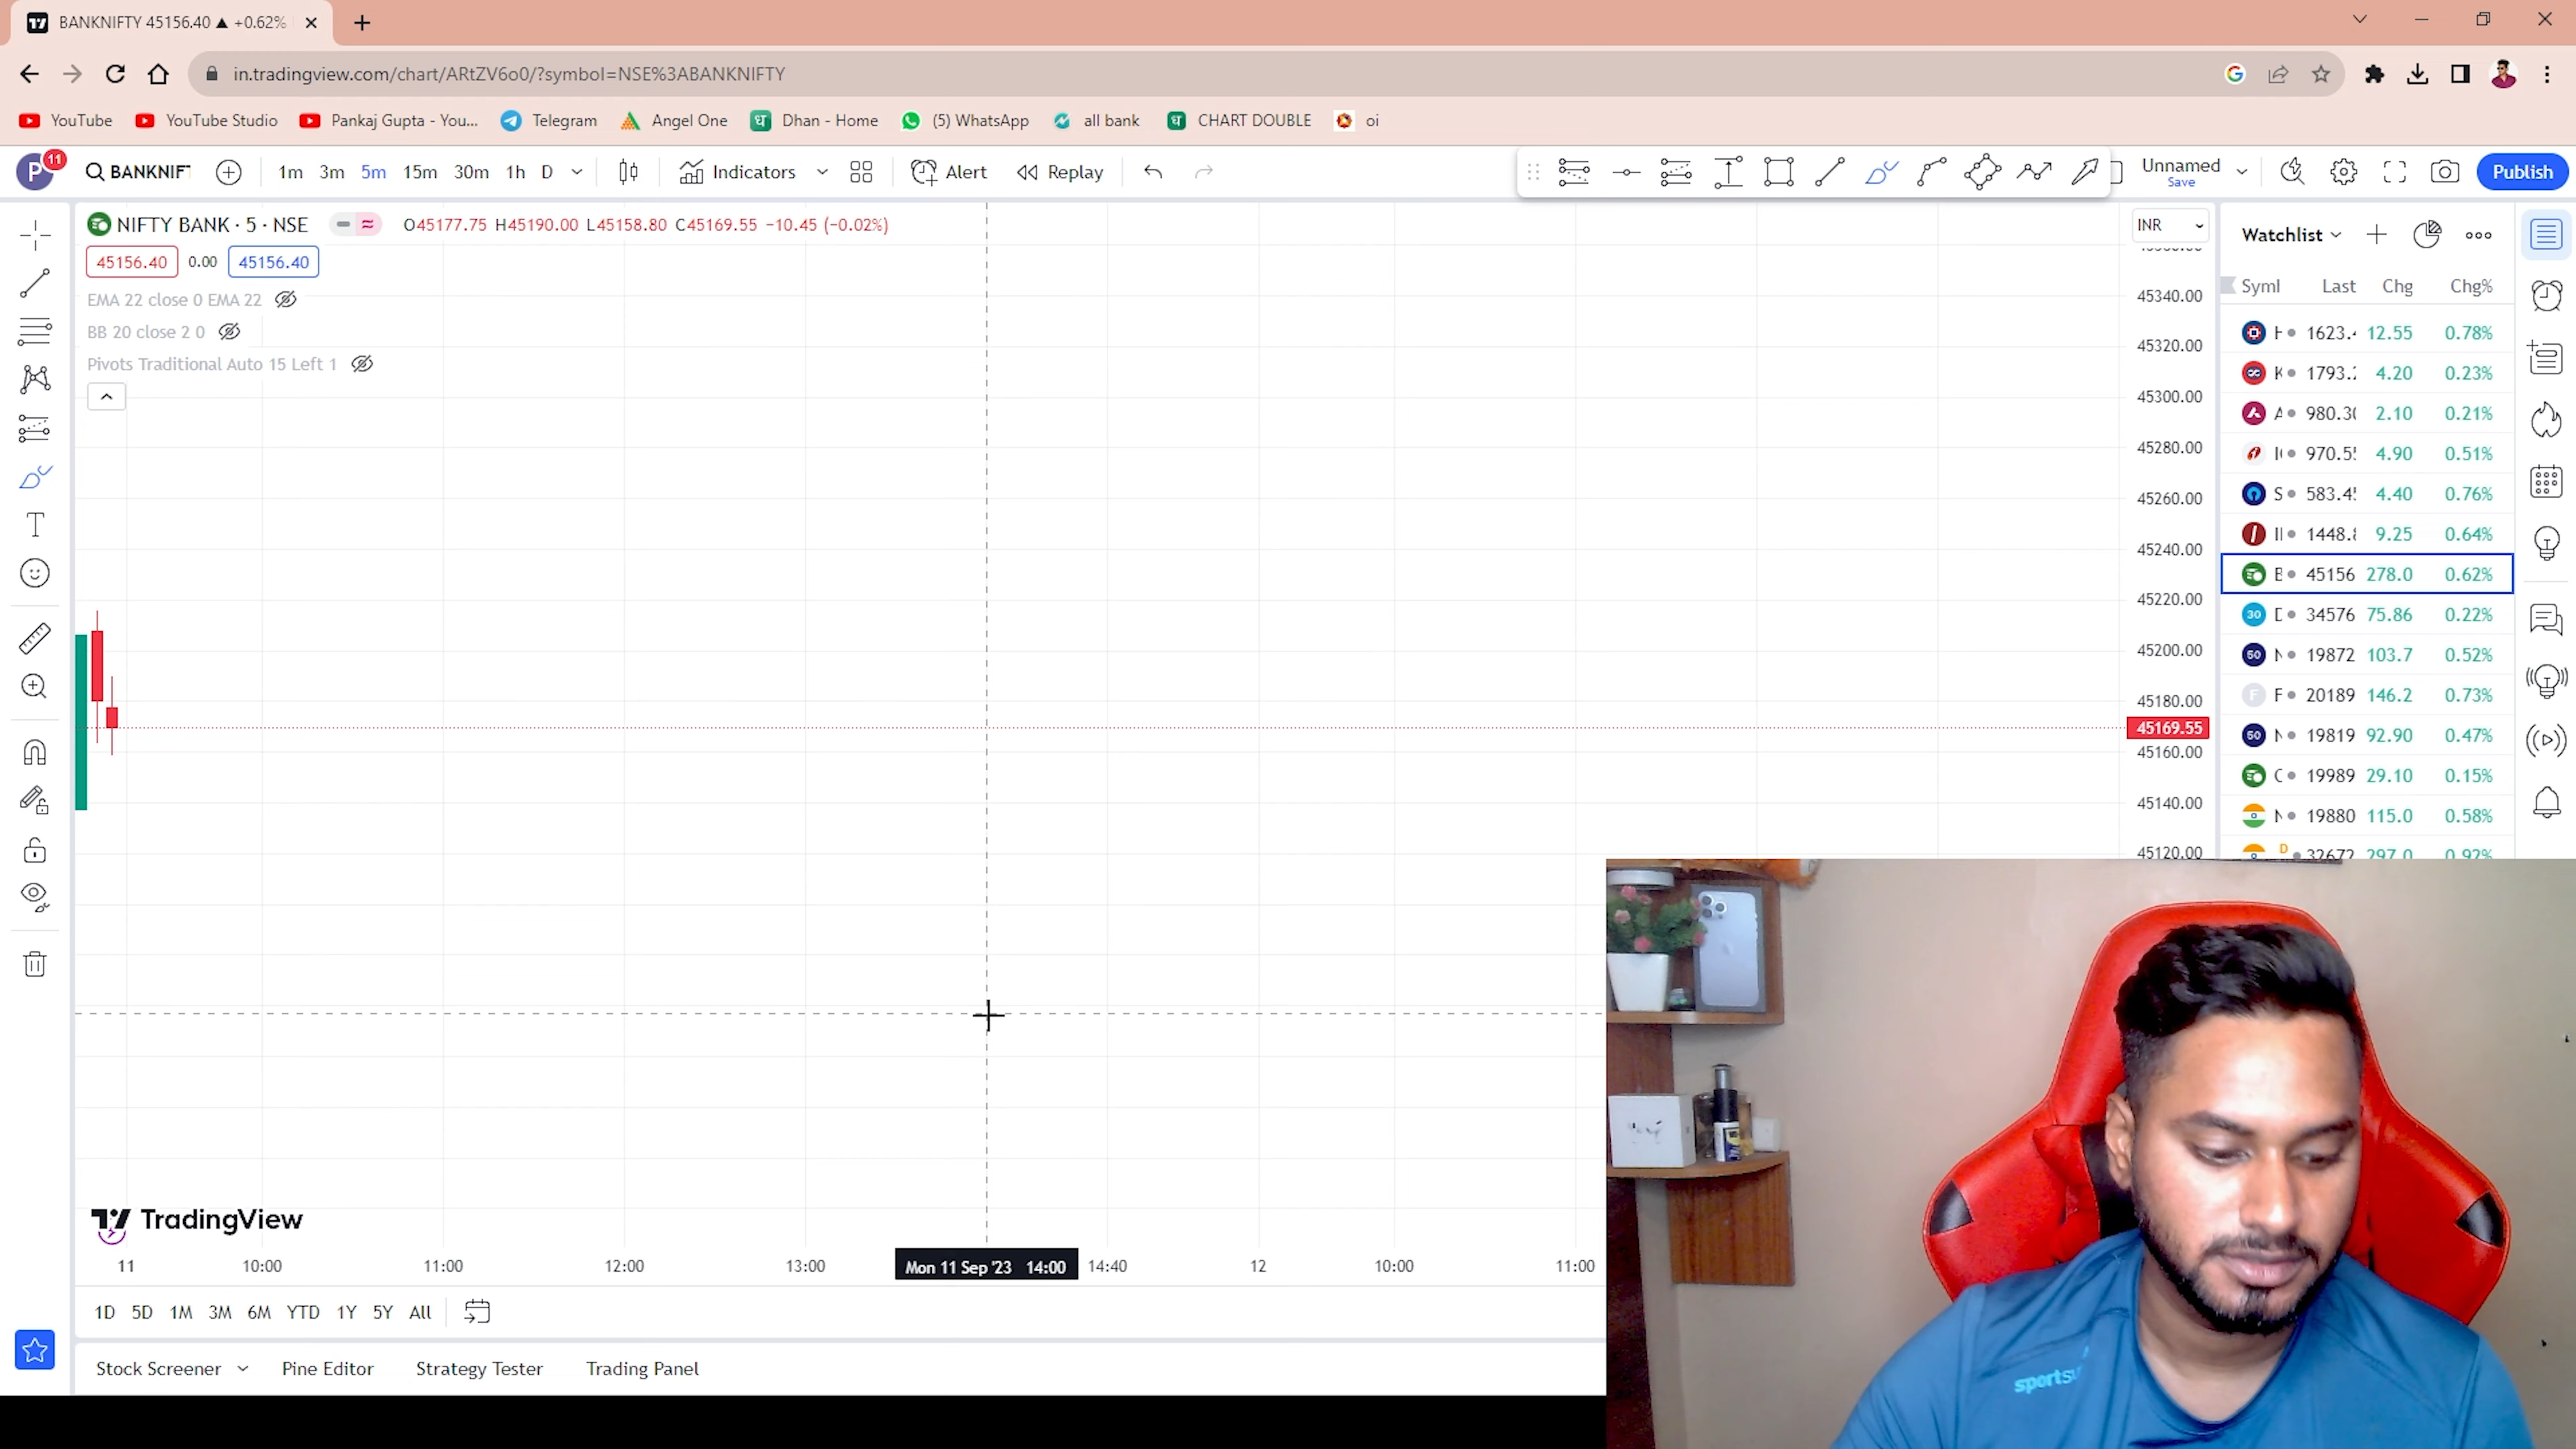 BANKNIFTY 45156.40 ▲ +0.62%
in.tradingview.com/chart/ARtZV6o0/?symbol=NSE%3ABANKNIFTY
YouTube YouTube Studio Pankaj Gupta - You... Telegram Angel One Dhan - Home (5) WhatsApp all bank CHART DOUBLE oi
P 11 BANKNIF 1m 3m 5m 15m 30m 1h D Indicators Alert Replay Unnamed Save Publish
NIFTY BANK · 5 · NSE O45177.75 H45190.00 L45158.80 C45169.55 −10.45 (−0.02%)
INR
Watchlist
45156.40 0.00 45156.40
EMA 22 close 0 EMA 22
BB 20 close 2 0
Pivots Traditional Auto 15 Left 1
45340.00
45320.00
45300.00
45280.00
45260.00
45240.00
45220.00
45200.00
45180.00
45169.55
45160.00
45140.00
45120.00
Syml Last Chg Chg%
1623. 12.55 0.78%
K 1793. 4.20 0.23%
A 980.3 2.10 0.21%
970.5 4.90 0.51%
S 583.4 4.40 0.76%
1448. 9.25 0.64%
45156 278.0 0.62%
30 34576 75.86 0.22%
50 19872 103.7 0.52%
F F 20189 146.2 0.73%
50 19819 92.90 0.47%
19989 29.10 0.15%
19880 115.0 0.58%
D 32672 297.0 0.92%
TradingView
11 10:00 11:00 12:00 13:00 Mon 11 Sep '23 14:00 14:40 12 10:00 11:00
1D 5D 1M 3M 6M YTD 1Y 5Y All
Stock Screener Pine Editor Strategy Tester Trading Panel